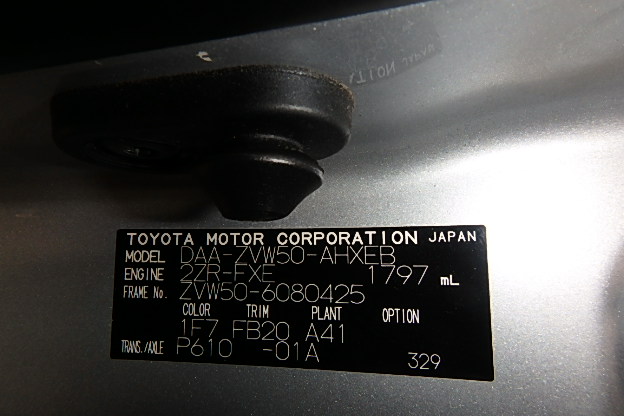 TOYOTA MOTOR CORPORATION JAPAN
MODEL DAA-ZVW50-AHXEB
ENGINE 2ZR-FXE 1797 mL
FRAME No. ZVW50-6080425
COLOR TRIM PLANT OPTION
1F7 FB20 A41
TRANS./AXLE P610 -01A
329